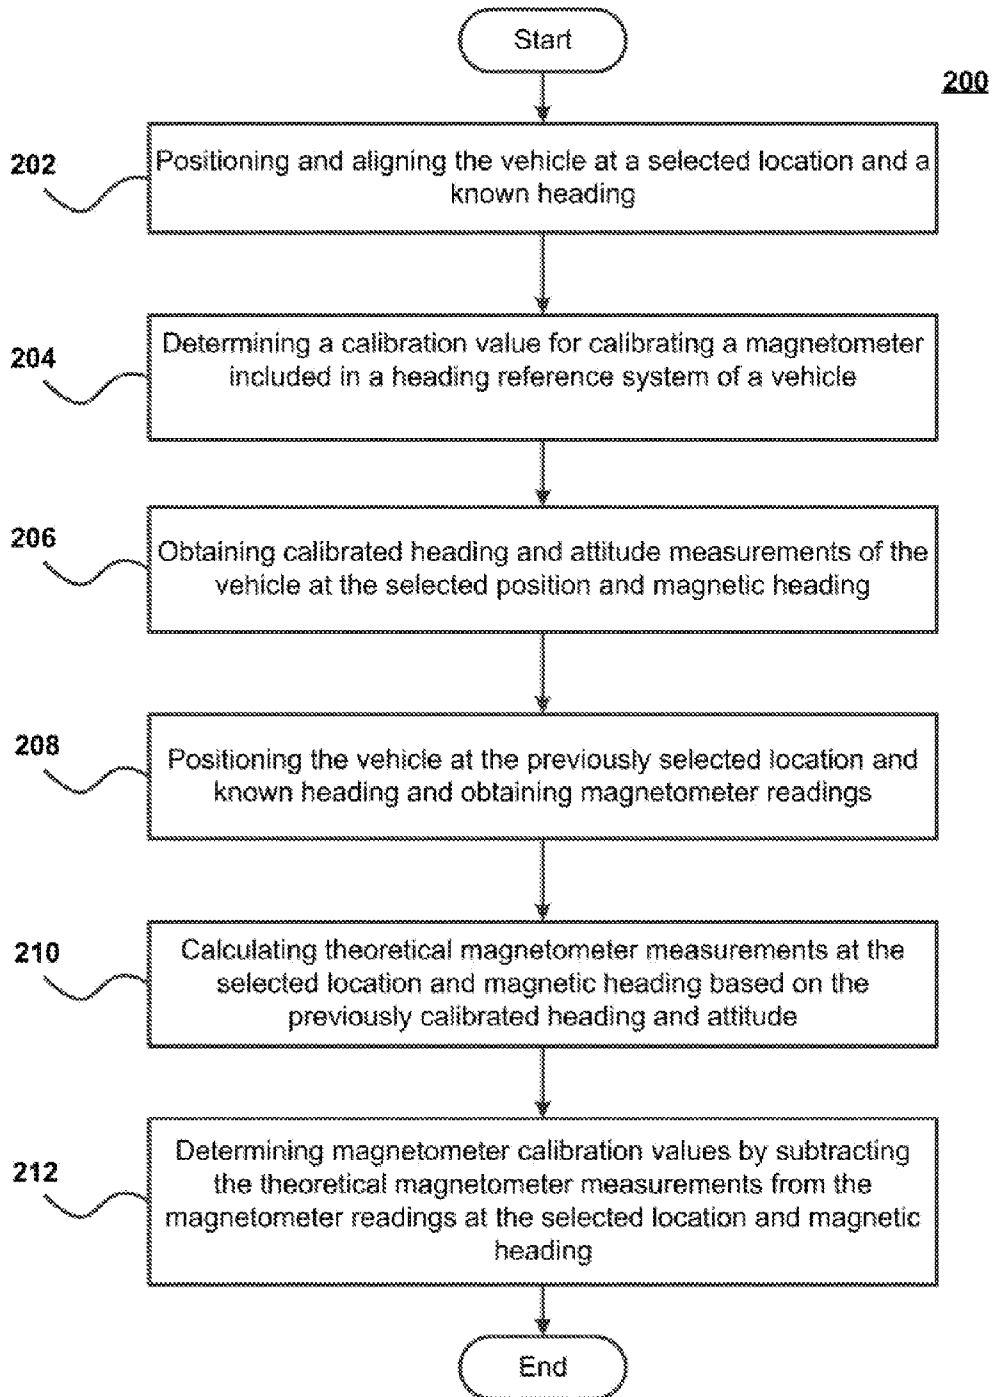 Start
200
202
Positioning and aligning the vehicle at a selected location and a
known heading
204
Determining a calibration value for calibrating a magnetometer
included in a heading reference system of a vehicle
206
Obtaining calibrated heading and attitude measurements of the
vehicle at the selected position and magnetic heading
208
Positioning the vehicle at the previously selected location and
known heading and obtaining magnetometer readings
210
Calculating theoretical magnetometer measurements at the
selected location and magnetic heading based on the
previously calibrated heading and attitude
212
Determining magnetometer calibration values by subtracting
the theoretical magnetometer measurements from the
magnetometer readings at the selected location and magnetic
heading
End